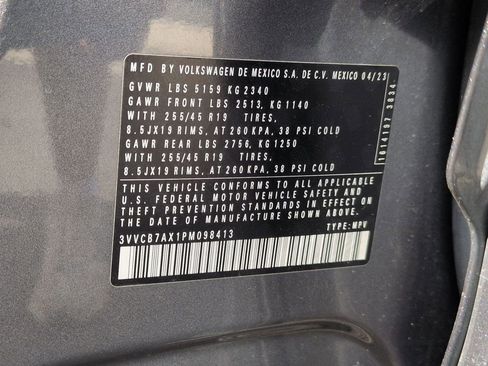 MFD BY VOLKSWAGEN DE MEXICO S.A. DE C.V. MEXICO 04/23
GVWR LBS 5159 KG 2340
GAWR FRONT LBS 2513, KG 1140
WITH 255/45 R19 TIRES,
8.5JX19 RIMS, AT 260 KPA, 38 PSI COLD
GAWR REAR LBS 2756, KG 1250
WITH 255/45 R19 TIRES,
8.5JX19 RIMS, AT 260 KPA, 38 PSI COLD
THIS VEHICLE CONFORMS TO ALL APPLICABLE
U.S. FEDERAL MOTOR VEHICLE SAFETY AND
THEFT PREVENTION STANDARDS IN EFFECT ON
THE DATE OF MANUFACTURE SHOWN ABOVE.
3VVCB7AX1PM098413 TYPE: MPV
1614197 3834